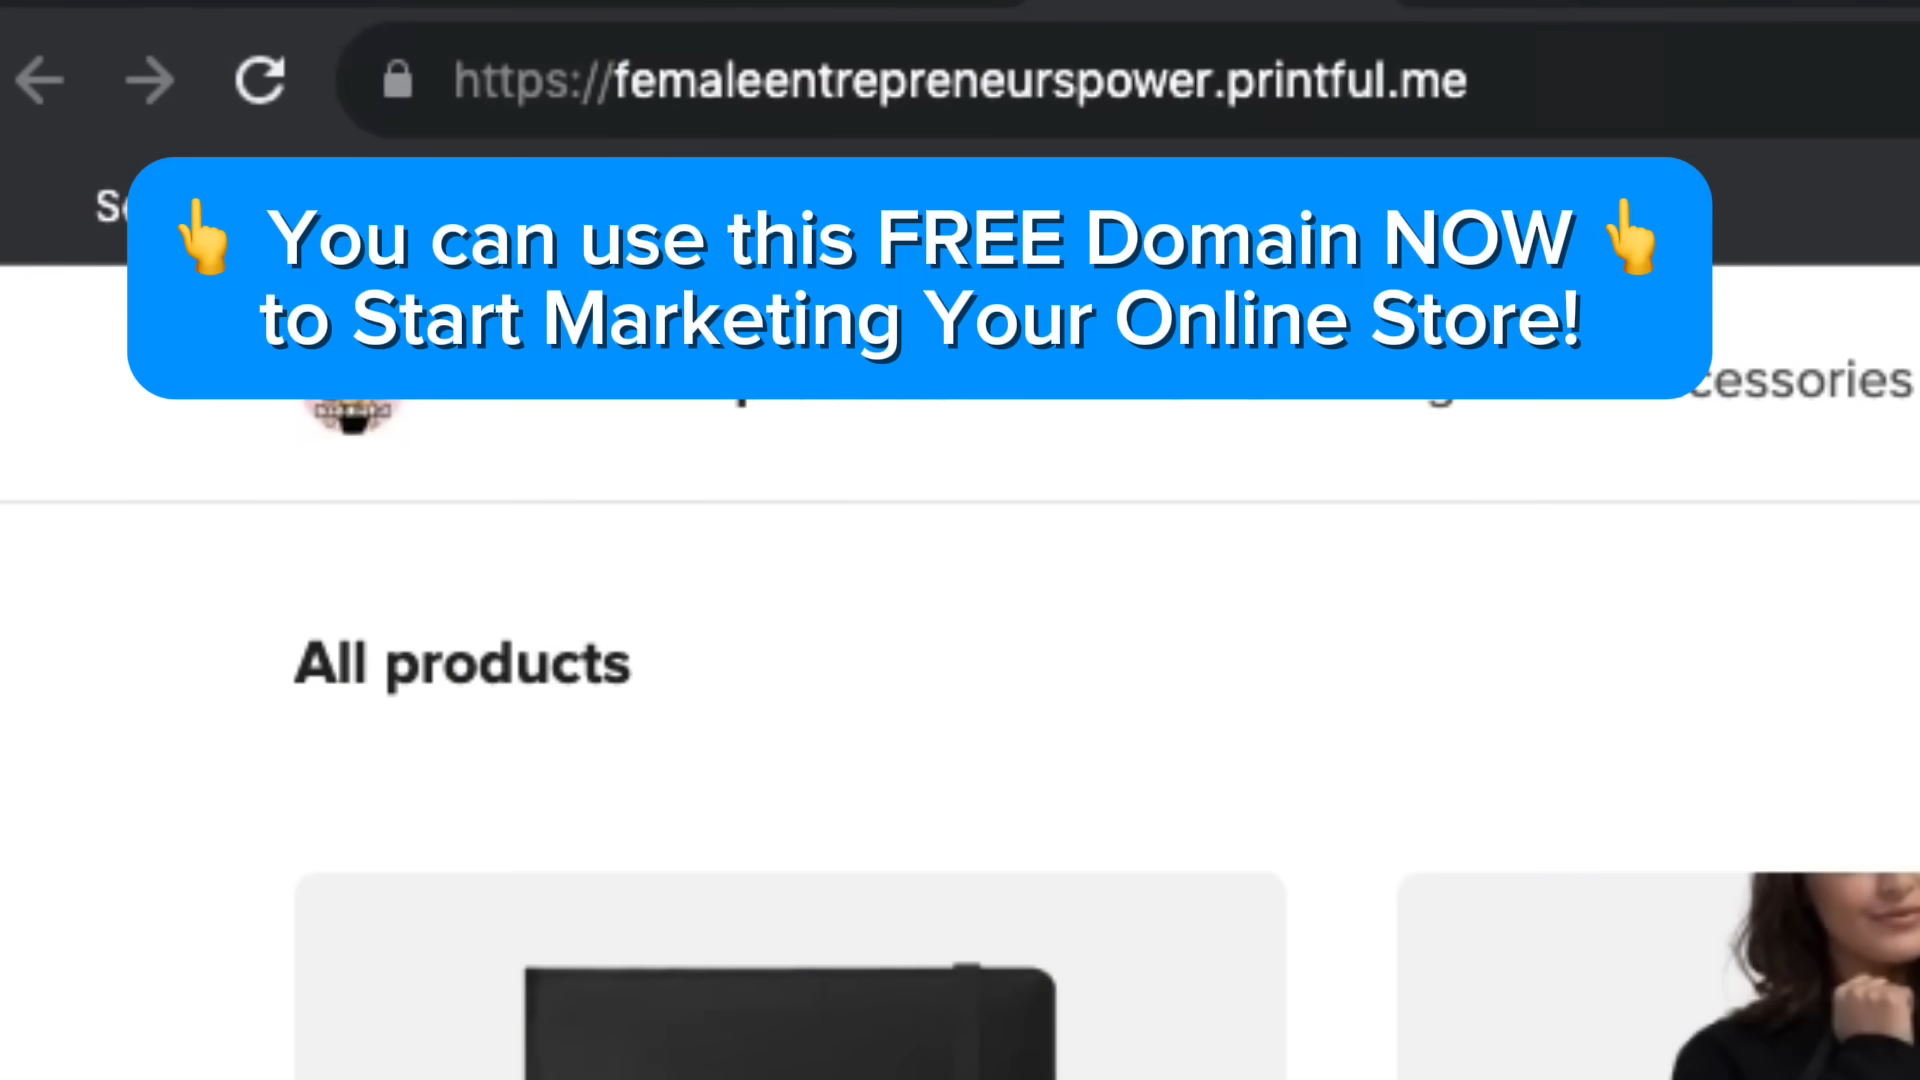 https://femaleentrepreneurspower.printful.me
👆 You can use this FREE Domain NOW 👆
to Start Marketing Your Online Store!
All products